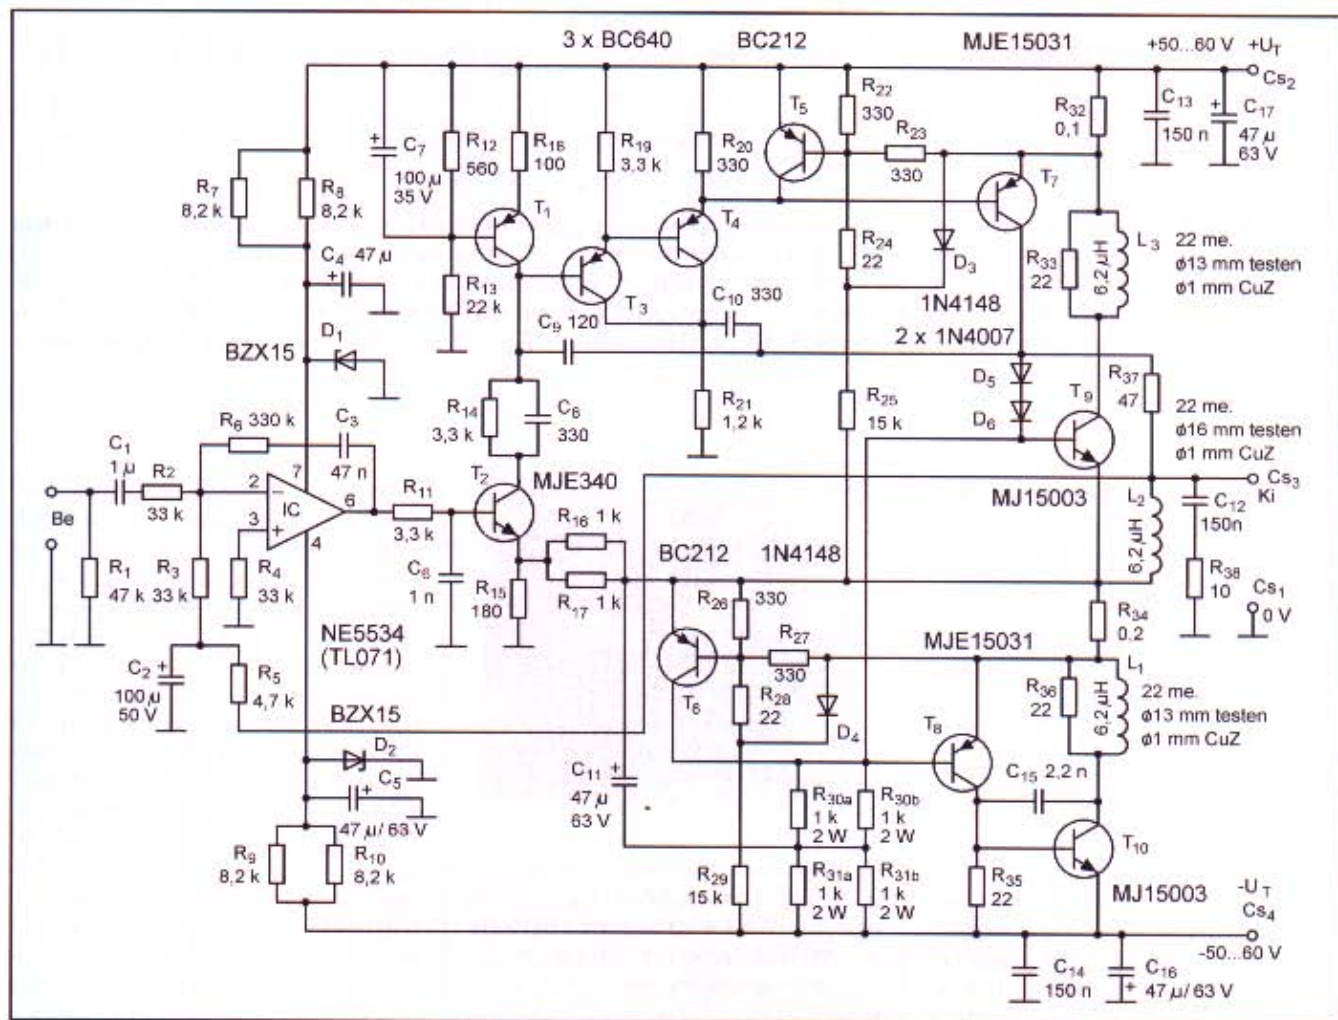 3 x BC640
BC212
MJE15031
+50...60 V
+U_T
Cs2
R7
8,2 k
R8
8,2 k
C7
100 µ
35 V
R12
560
R18
100
R19
3,3 k
R20
330
T5
R22
330
R23
330
R32
0,1
C13
150 n
C17
47 µ
63 V
T1
T4
T7
C4 47 µ
R13
22 k
T3
R24
22
D3
R33
22
6,2 µH
L3
22 me.
ø13 mm testen
ø1 mm CuZ
C10 330
1N4148
C9 120
2 x 1N4007
D1
BZX15
R14
3,3 k
C8
330
R21
1,2 k
R25
15 k
D5
D6
T9
R37
47
22 me.
ø16 mm testen
ø1 mm CuZ
R6 330 k
C3
47 n
C1
1 µ
R2
33 k
7
2
6
3
4
IC
R11
3,3 k
T2
MJE340
MJ15003
Cs3
Ki
Be
R16 1 k
BC212
1N4148
L2
6,2 µH
C12
150n
R1
47 k
R3
33 k
R4
33 k
C6
1 n
R15
180
R17 1 k
R26
330
R38
10
Cs1
0 V
NE5534
(TL071)
R27
330
MJE15031
R34
0,2
C2
100 µ
50 V
R5
4,7 k
T6
R28
22
D4
T8
R36
22
6,2 µH
L1
22 me.
ø13 mm testen
ø1 mm CuZ
BZX15
D2
C5
47 µ/ 63 V
C11
47 µ
63 V
R30a
1 k
2 W
R30b
1 k
2 W
C15 2,2 n
R9
8,2 k
R10
8,2 k
R29
15 k
R31a
1 k
2 W
R31b
1 k
2 W
R35
22
T10
MJ15003
-U_T
Cs4
-50...60 V
C14
150 n
C16
47 µ/ 63 V